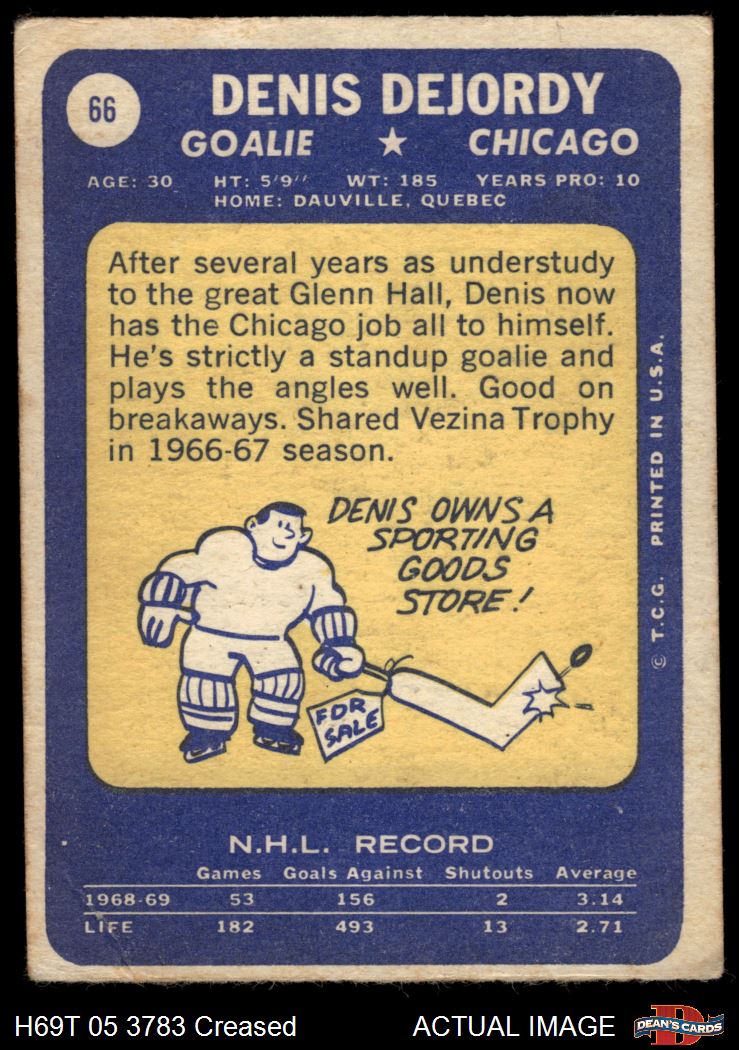 66
DENIS DEJORDY
GOALIE ★ CHICAGO
AGE: 30 HT: 5'9" WT: 185 YEARS PRO: 10
HOME: DAUVILLE, QUEBEC
After several years as understudy
to the great Glenn Hall, Denis now
has the Chicago job all to himself.
He's strictly a standup goalie and
plays the angles well. Good on
breakaways. Shared Vezina Trophy
in 1966-67 season.
DENIS OWNS A
SPORTING
GOODS
STORE!
FOR
SALE
© T.C.G. PRINTED IN U.S.A.
N.H.L. RECORD
Games Goals Against Shutouts Average
1968-69 53 156 2 3.14
LIFE 182 493 13 2.71
H69T 05 3783 Creased ACTUAL IMAGE
D
DEAN'S CARDS